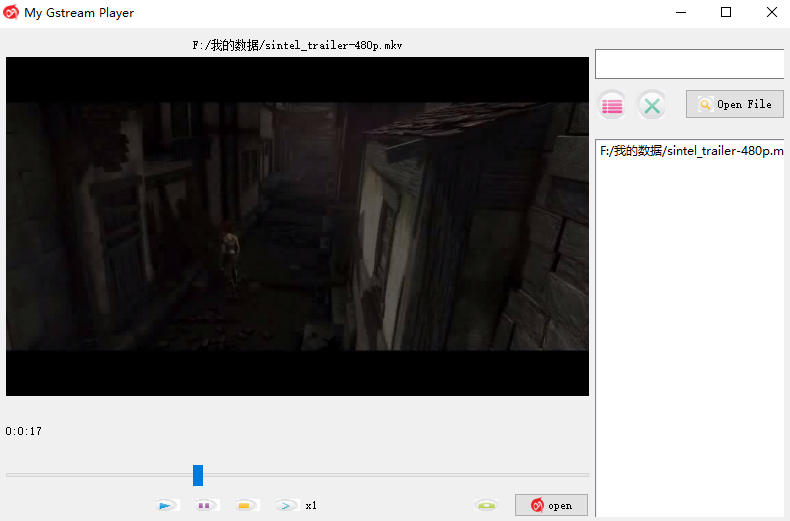 My Gstream Player
F:/我的数据/sintel_trailer-480p.mkv
Open File
F:/我的数据/sintel_trailer-480p.m
0:0:17
x1
open